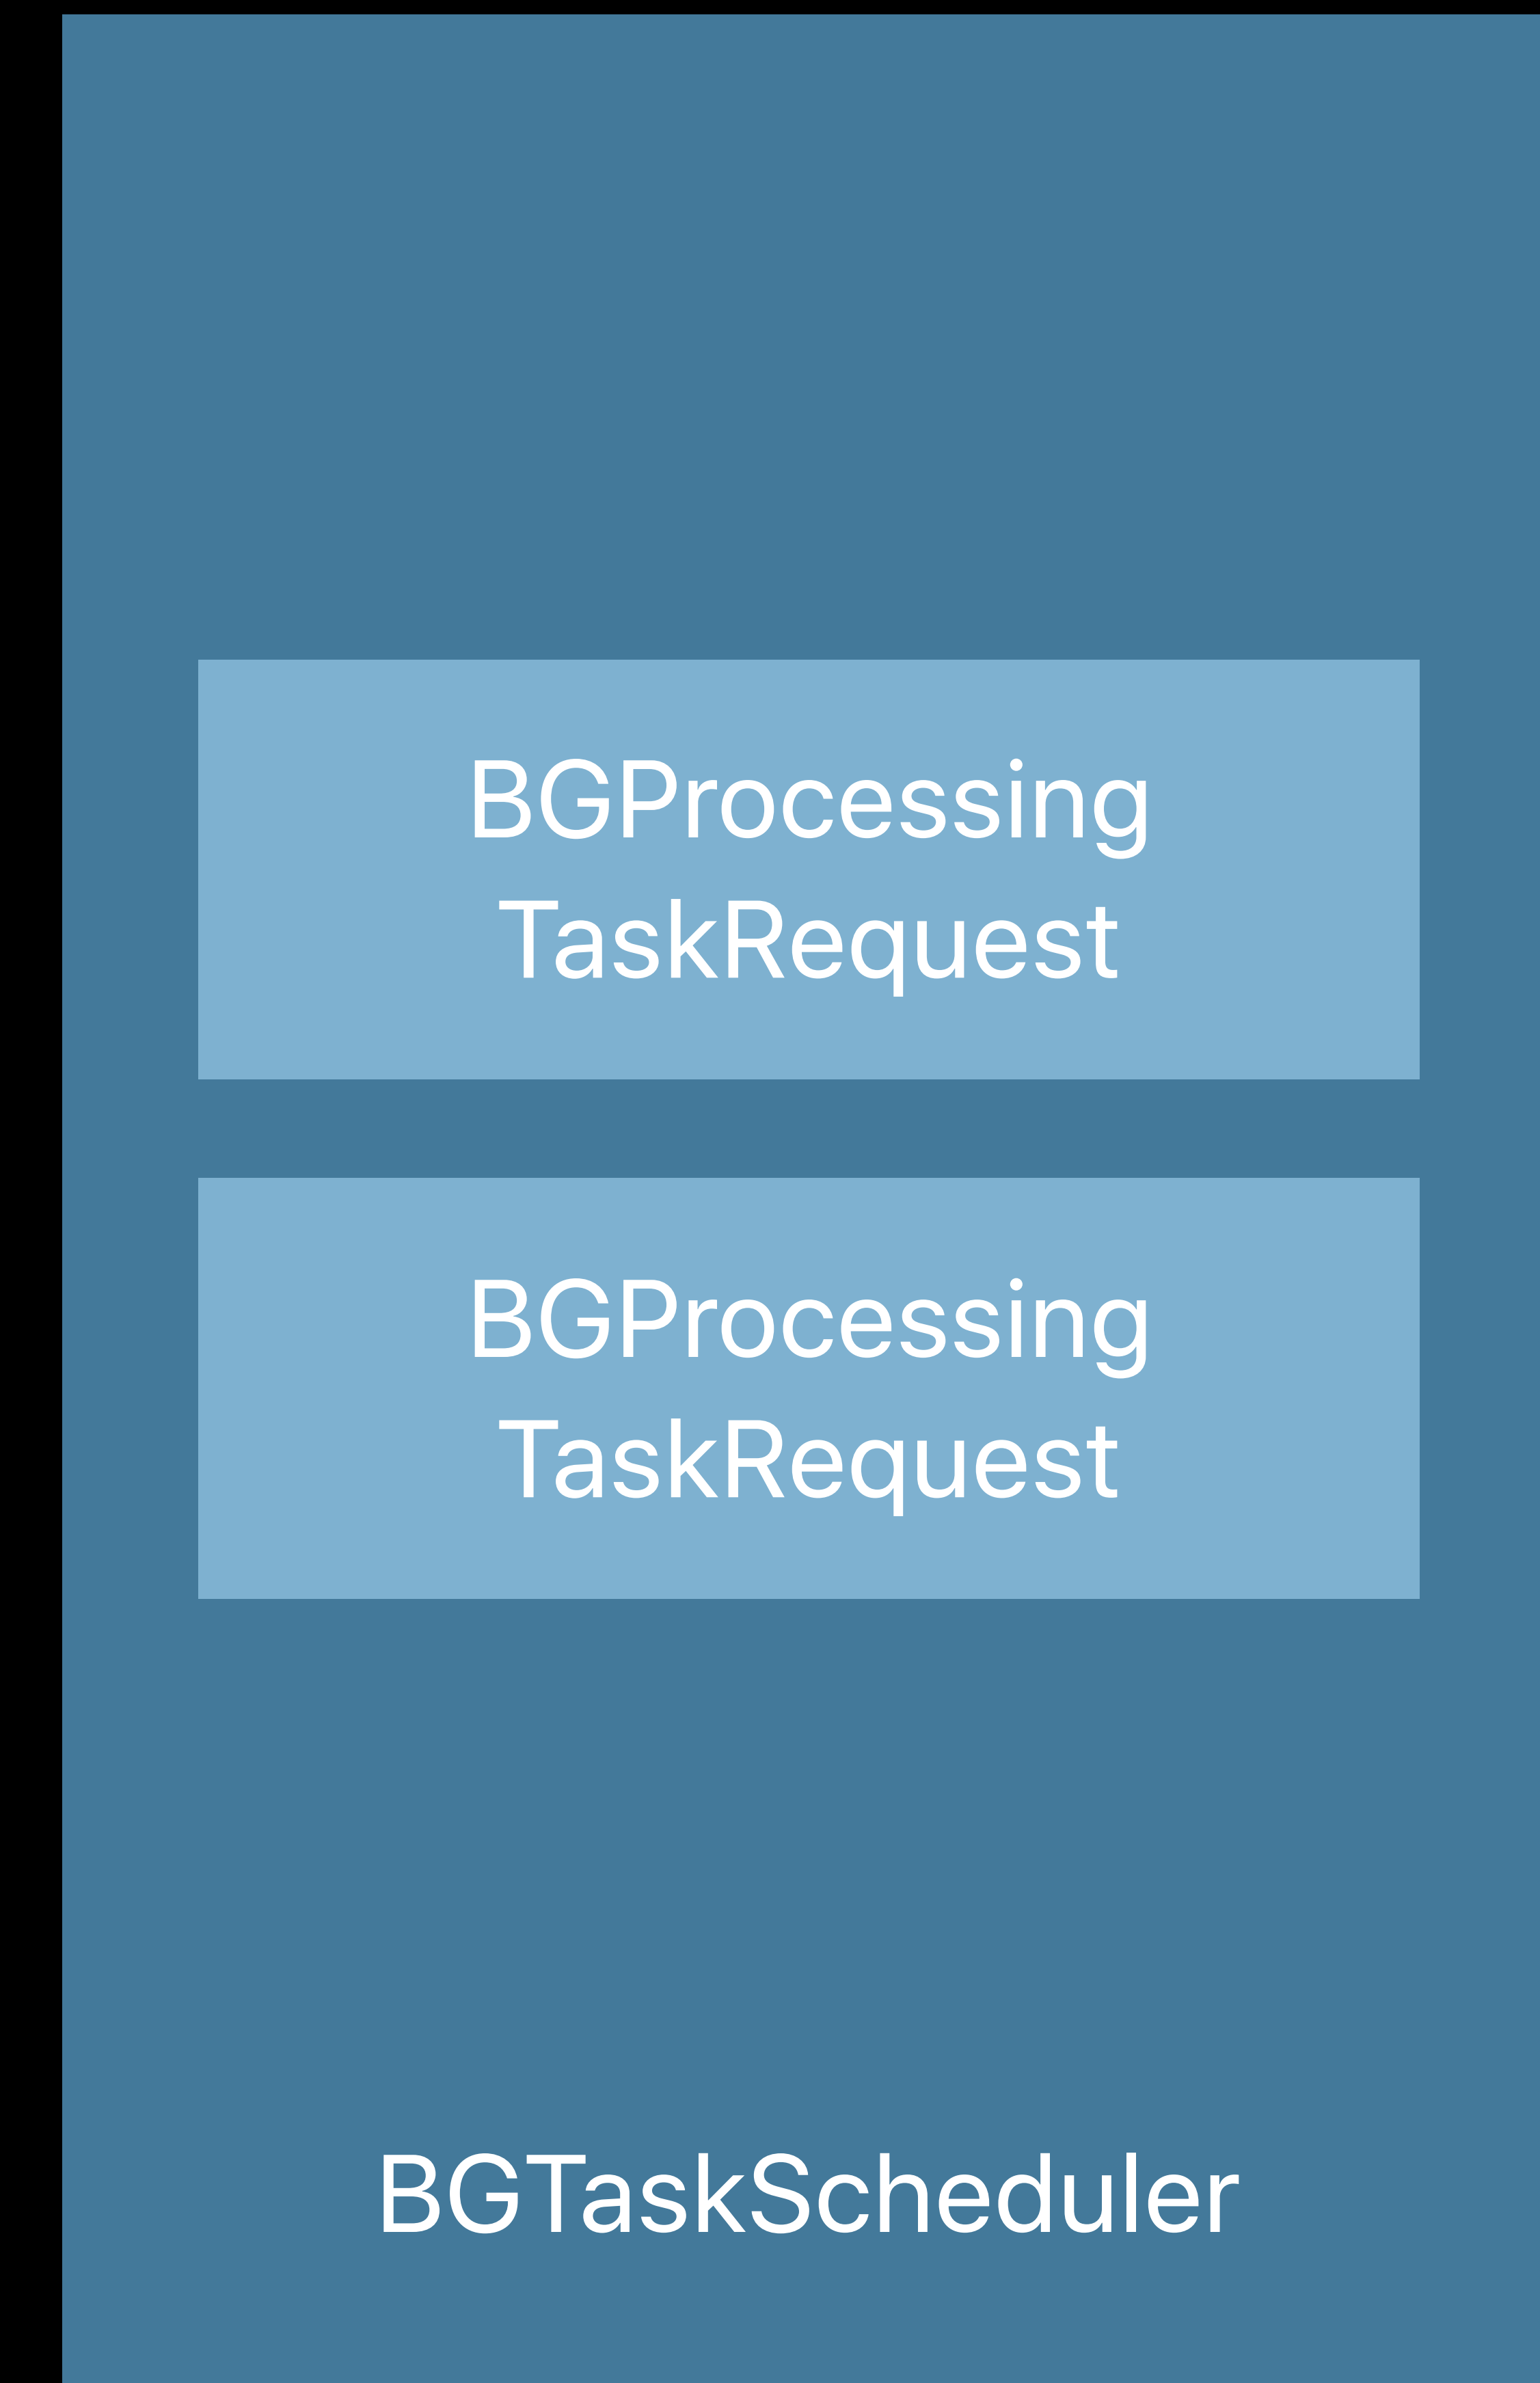 BGProcessing
TaskRequest
BGProcessing
TaskRequest
BGTaskScheduler